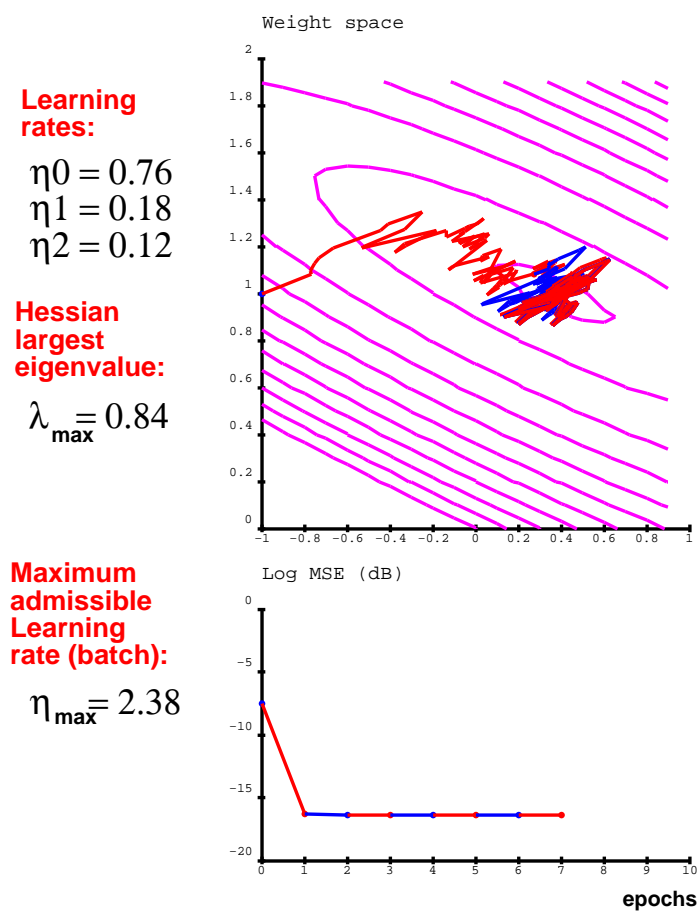 Weight space
Learning
rates:
η0 = 0.76
η1 = 0.18
η2 = 0.12
Hessian
largest
eigenvalue:
λmax= 0.84
2
1.8
1.6
1.4
1.2
1
0.8
0.6
0.4
0.2
0
-1 -0.8 -0.6 -0.4 -0.2 0 0.2 0.4 0.6 0.8 1
Maximum
admissible
Learning
rate (batch):
ηmax= 2.38
Log MSE (dB)
0
-5
-10
-15
-20
0 1 2 3 4 5 6 7 8 9 10
epochs